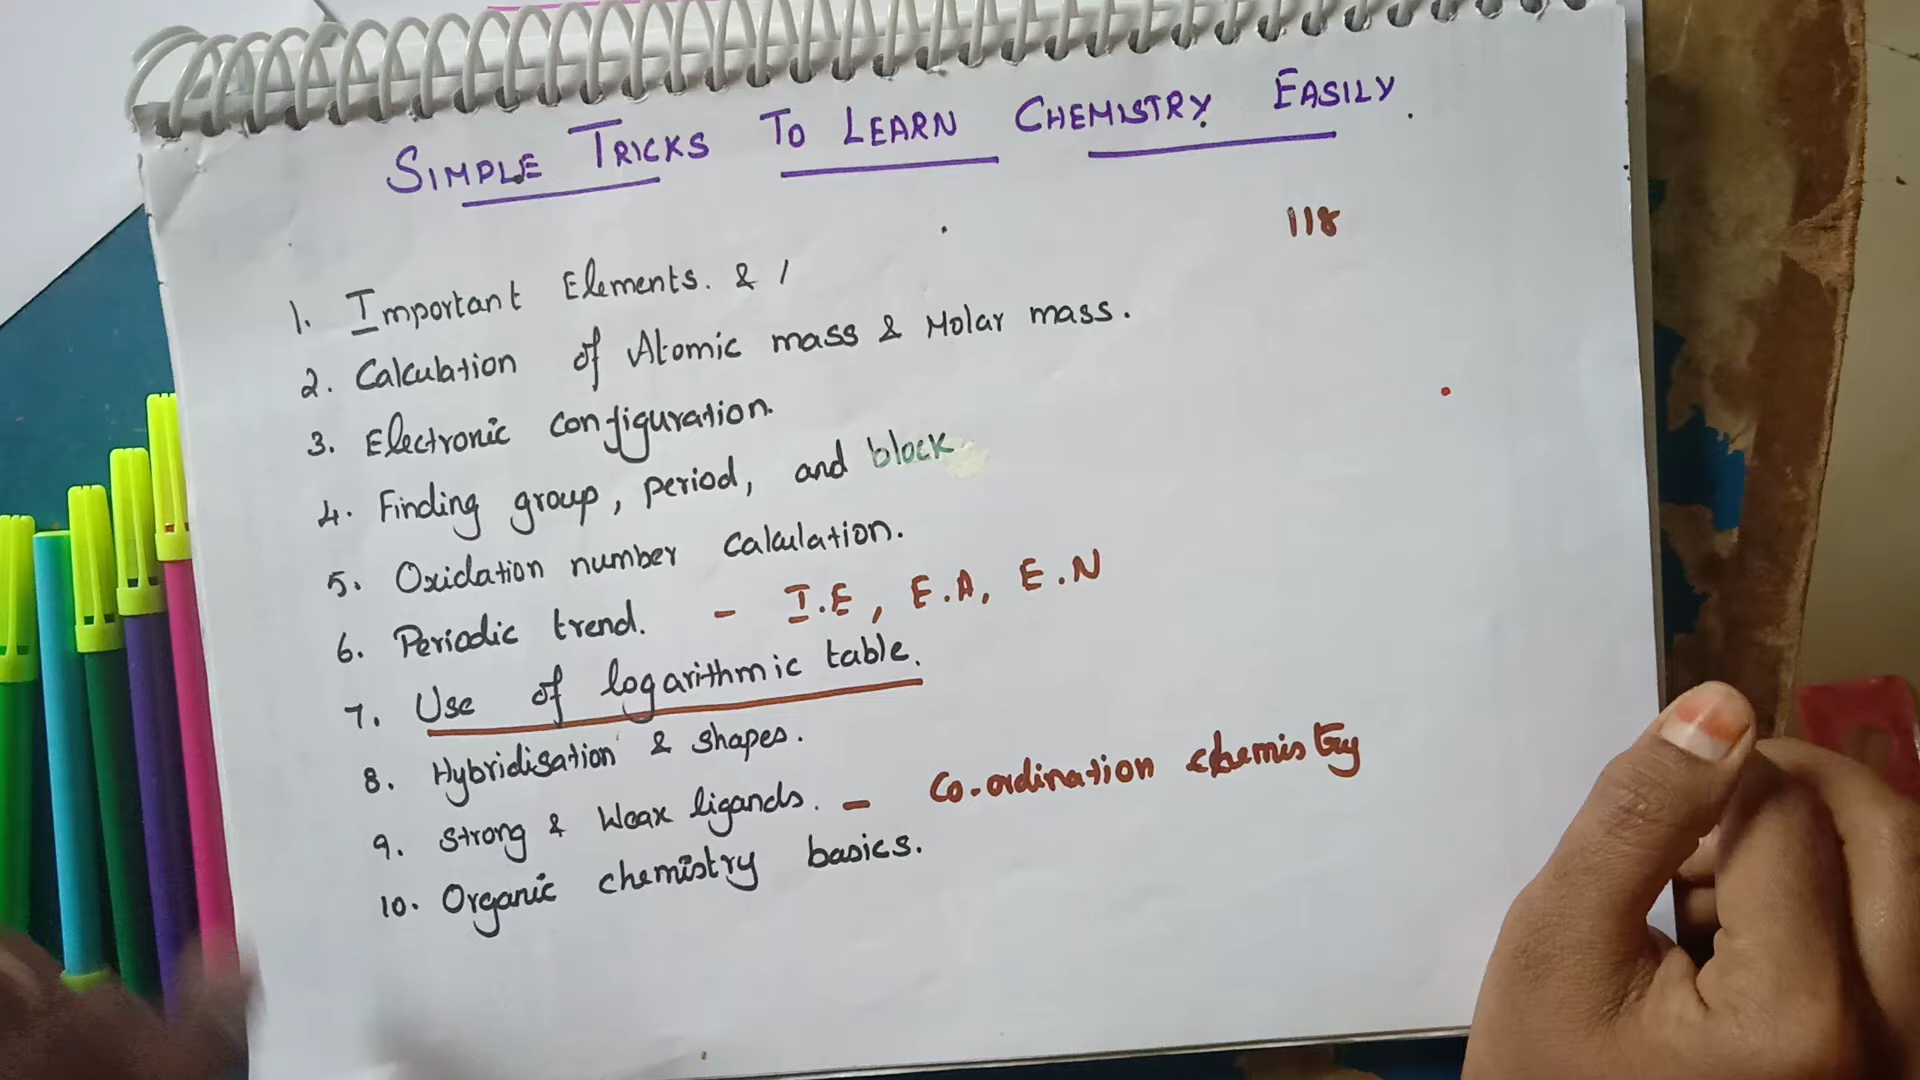 SIMPLE TRICKS TO LEARN CHEMISTRY EASILY.
118
1. Important Elements. & /
2. Calculation of Atomic mass & Molar mass.
3. Electronic configuration.
4. Finding group, period, and block
5. Oxidation number calculation.
6. Periodic trend. - I.E, E.A, E.N
7. Use of logarithmic table.
8. Hybridisation & shapes.
9. Strong & Weak ligands. - Co-ordination chemistry
10. Organic chemistry basics.